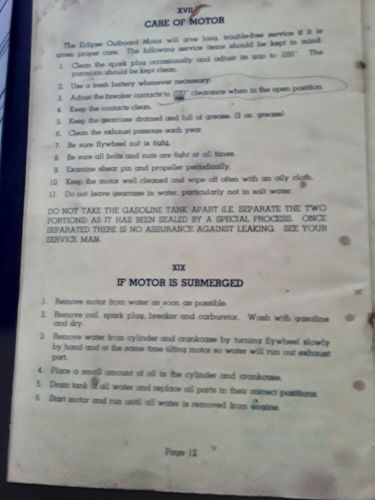 XVII
CARE OF MOTOR
The Eclipse Outboard Motor will give long, trouble-free service if it is
given proper care. The following service items should be kept in mind.
1. Clean the spark plug occasionally and adjust its gap to .035". The
porcelain should be kept clean.
2. Use a fresh battery whenever necessary.
3. Adjust the breaker contacts to .020" clearance when in the open position.
4. Keep the contacts clean.
5. Keep the gearcase drained and full of grease. (3 oz. grease).
6. Clean the exhaust passage each year.
7. Be sure flywheel nut is tight.
8. Be sure all bolts and nuts are tight at all times.
9. Examine shear pin and propeller periodically.
10. Keep the motor well cleaned and wipe off often with an oily cloth.
11. Do not leave gearcase in water, particularly not in salt water.
DO NOT TAKE THE GASOLINE TANK APART (I.E. SEPARATE THE TWO
PORTIONS) AS IT HAS BEEN SEALED BY A SPECIAL PROCESS. ONCE
SEPARATED THERE IS NO ASSURANCE AGAINST LEAKING. SEE YOUR
SERVICE MAN.
XIX
IF MOTOR IS SUBMERGED
1. Remove motor from water as soon as possible.
2. Remove coil, spark plug, breaker and carburetor. Wash with gasoline
and dry.
3. Remove water from cylinder and crankcase by turning flywheel slowly
by hand and at the same time tilting motor so water will run out exhaust
port.
4. Place a small amount of oil in the cylinder and crankcase.
5. Drain tank of all water and replace all parts in their correct positions.
6. Start motor and run until all water is removed from engine.
Page 12